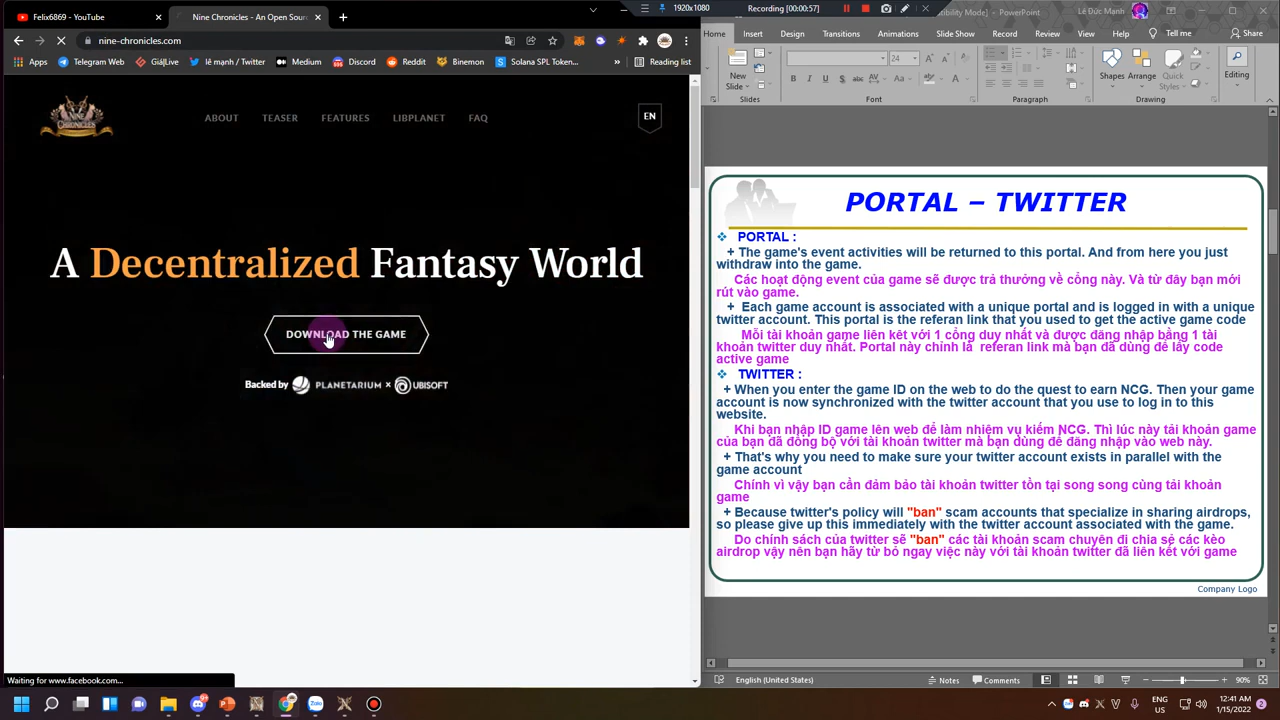 Felix6869 - YouTube
Nine Chronicles - An Open Sour
1920x1080
Recording [00:00:57]
ibility Mode] - PowerPoint
Lê Đức Mạnh
nine-chronicles.com
Home Insert Design Transitions Animations Slide Show Record Review View Help Tell me Share
Apps Telegram Web Giá|Live lê mạnh / Twitter Medium Discord Reddit Binemon Solana SPL Token... » Reading list
New
Slide
Slides
24
Font
Paragraph
Shapes Arrange Quick
Styles
Drawing
Editing
NINE
CHRONICLES
ABOUT TEASER FEATURES LIBPLANET FAQ
EN
A Decentralized Fantasy World
DOWNLOAD THE GAME
Backed by PLANETARIUM × UBISOFT
Waiting for www.facebook.com...
PORTAL – TWITTER
❖ PORTAL :
+ The game's event activities will be returned to this portal. And from here you just
withdraw into the game.
Các hoạt động event của game sẽ được trả thưởng về cổng này. Và từ đây bạn mới
rút vào game.
+ Each game account is associated with a unique portal and is logged in with a unique
twitter account. This portal is the referan link that you used to get the active game code
Mỗi tài khoản game liên kết với 1 cổng duy nhất và được đăng nhập bằng 1 tài
khoản twitter duy nhất. Portal này chính là referan link mà bạn đã dùng để lấy code
active game
❖ TWITTER :
+ When you enter the game ID on the web to do the quest to earn NCG. Then your game
account is now synchronized with the twitter account that you use to log in to this
website.
Khi bạn nhập ID game lên web để làm nhiệm vụ kiếm NCG. Thì lúc này tài khoản game
của bạn đã đồng bộ với tài khoản twitter mà bạn dùng để đăng nhập vào web này.
+ That's why you need to make sure your twitter account exists in parallel with the
game account
Chính vì vậy bạn cần đảm bảo tài khoản twitter tồn tại song song cùng tài khoản
game
+ Because twitter's policy will "ban" scam accounts that specialize in sharing airdrops,
so please give up this immediately with the twitter account associated with the game.
Do chính sách của twitter sẽ "ban" các tài khoản scam chuyên đi chia sẻ các kèo
airdrop vậy nên bạn hãy từ bỏ ngay việc này với tài khoản twitter đã liên kết với game
Company Logo
English (United States) Notes Comments 90%
ENG
US
12:41 AM
1/15/2022